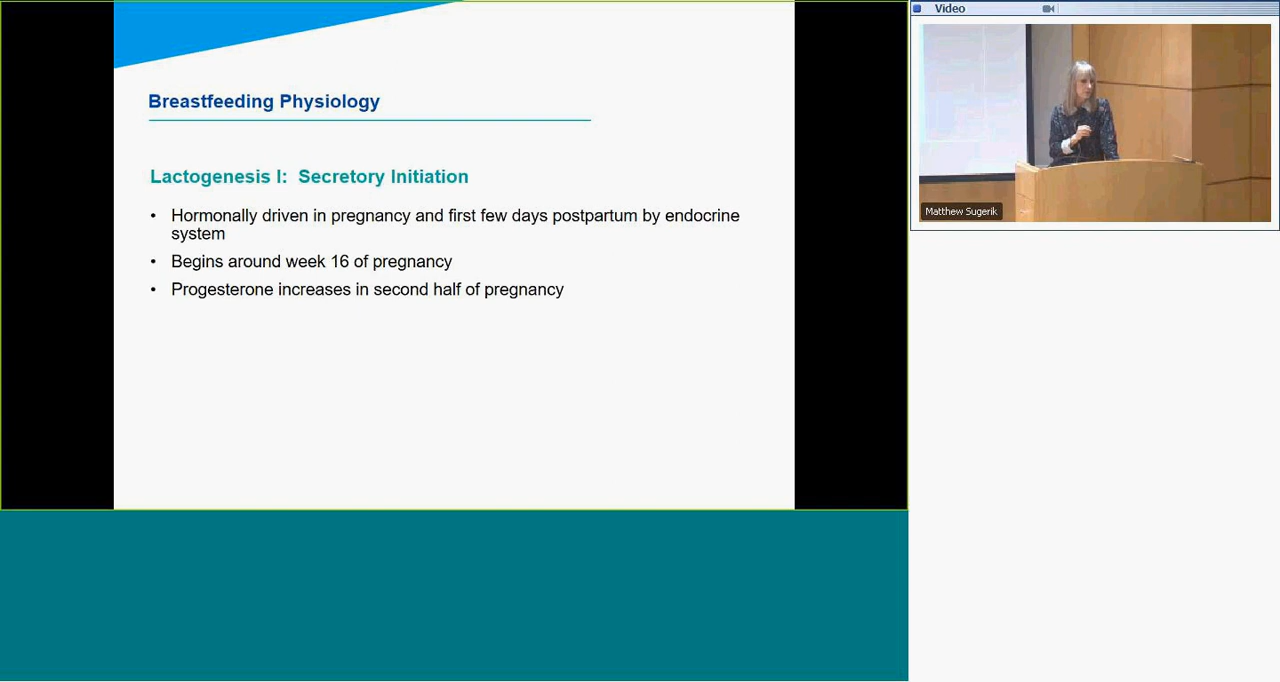 Breastfeeding Physiology
Lactogenesis I:  Secretory Initiation
• Hormonally driven in pregnancy and first few days postpartum by endocrine
system
• Begins around week 16 of pregnancy
• Progesterone increases in second half of pregnancy
Video
Matthew Sugerik